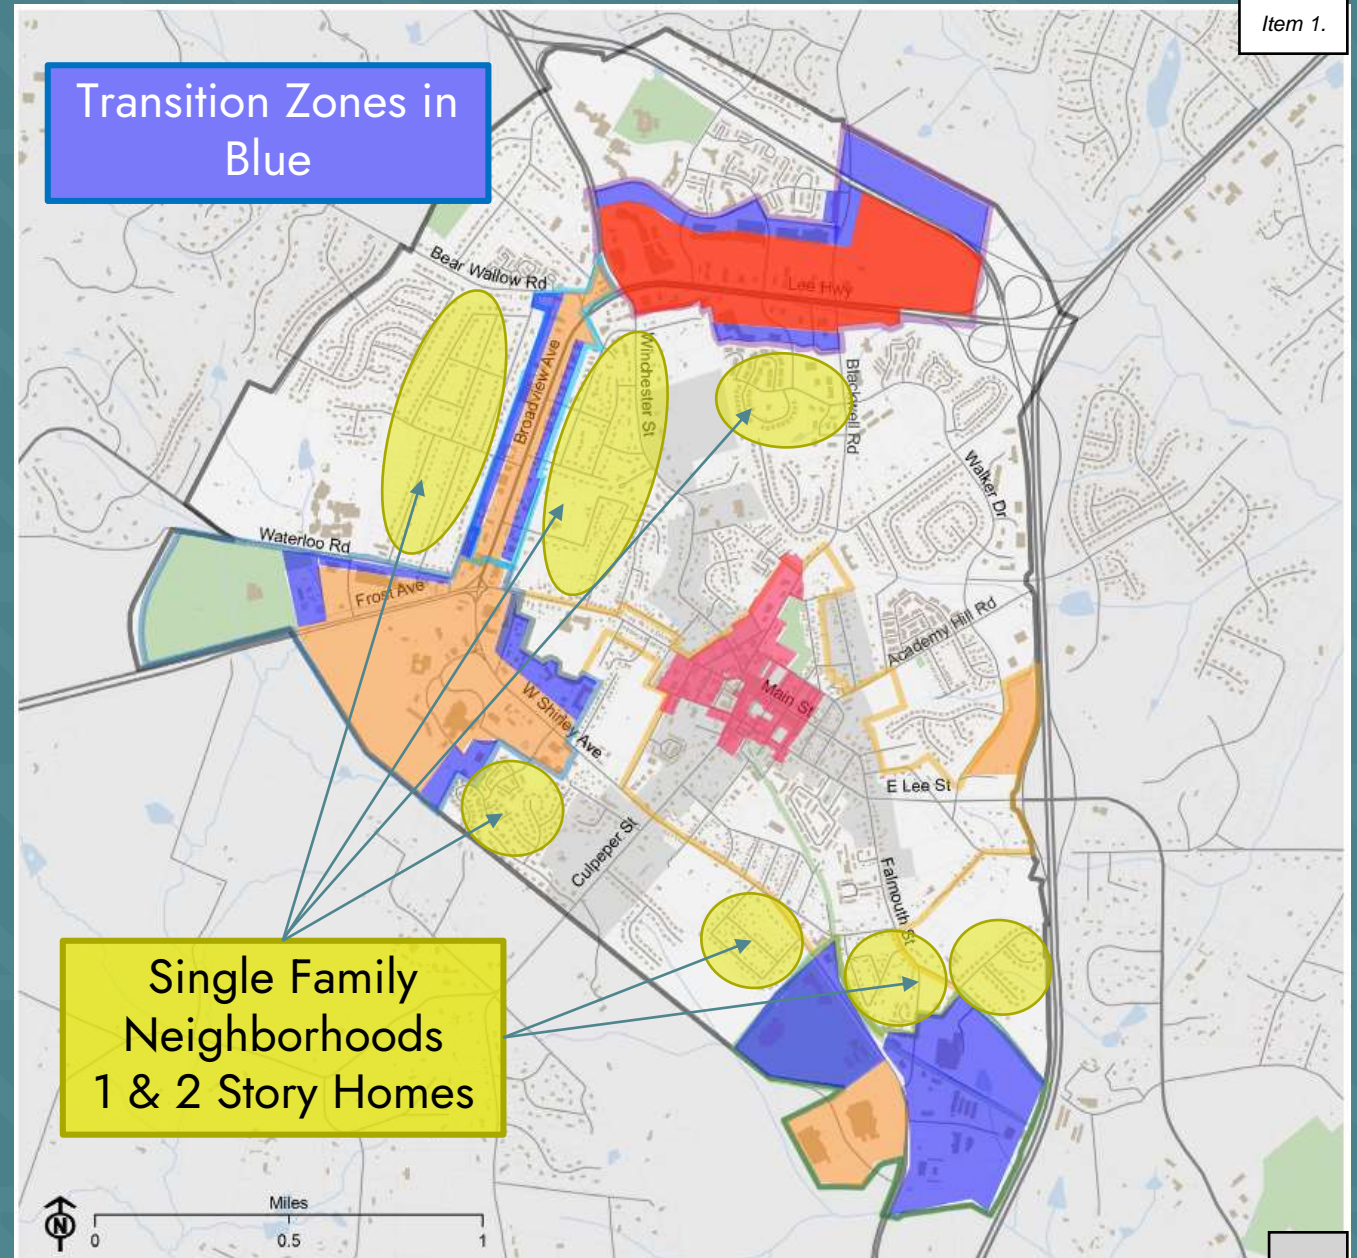 Item 1.
Transition Zones in
Blue
Bear Wallow Rd
Lee Hwy
Broadview Ave
Winchester St
Blackwell Rd
Walker Dr
Waterloo Rd
Frost Ave
Academy Hill Rd
Main St
W Shirley Ave
E Lee St
Culpeper St
Falmouth St
Single Family
Neighborhoods
1 & 2 Story Homes
Miles
N
0 0.5 1